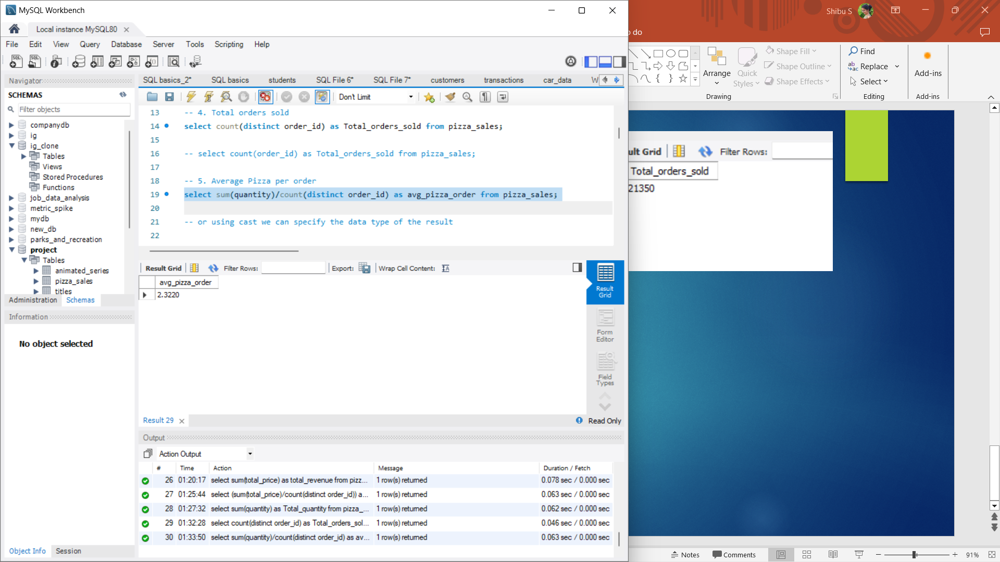 MySQL Workbench
Local instance MySQL80
File Edit View Query Database Server Tools Scripting Help
Navigator
SCHEMAS
Filter objects
companydb
ig
ig_clone
Tables
Views
Stored Procedures
Functions
job_data_analysis
metric_spike
mydb
new_db
parks_and_recreation
project
Tables
animated_series
pizza_sales
titles
Administration Schemas
Information
No object selected
Object Info Session
SQL basics_2* SQL basics students SQL File 6* SQL File 7* customers transactions car_data W
Don't Limit
13 -- 4. Total orders sold
14 select count(distinct order_id) as Total_orders_sold from pizza_sales;
15
16 -- select count(order_id) as Total_orders_sold from pizza_sales;
17
18 -- 5. Average Pizza per order
19 select sum(quantity)/count(distinct order_id) as avg_pizza_order from pizza_sales;
20
21 -- or using cast we can specify the data type of the result
22
Result Grid Filter Rows: Export: Wrap Cell Content:
avg_pizza_order
2.3220
Result Grid
Form Editor
Field Types
Result 29 Read Only
Output
Action Output
# Time Action Message Duration / Fetch
26 01:20:17 select sum(total_price) as total_revenue from pizz... 1 row(s) returned 0.078 sec / 0.000 sec
27 01:25:44 select (sum(total_price)/count(distinct order_id)) a... 1 row(s) returned 0.063 sec / 0.000 sec
28 01:27:32 select sum(quantity) as Total_quantity from pizza_... 1 row(s) returned 0.062 sec / 0.000 sec
29 01:32:28 select count(distinct order_id) as Total_orders_sol... 1 row(s) returned 0.046 sec / 0.000 sec
30 01:33:50 select sum(quantity)/count(distinct order_id) as av... 1 row(s) returned 0.063 sec / 0.000 sec
Shibu S
o do
Arrange
Quick Styles
Shape Fill
Shape Outline
Shape Effects
Drawing
Find
Replace
Select
Editing
Add-ins
Add-ins
ult Grid Filter Rows:
Total_orders_sold
21350
Notes Comments 91%